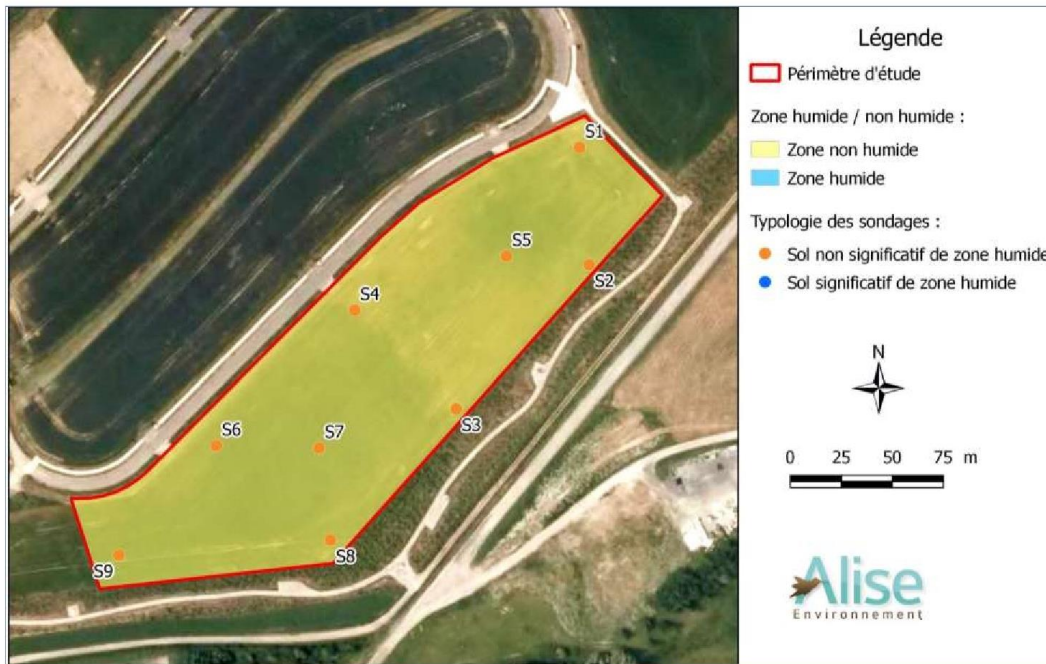 Légende
Périmètre d'étude
Zone humide / non humide :
Zone non humide
Zone humide
Typologie des sondages :
Sol non significatif de zone humide
Sol significatif de zone humide
N
0 25 50 75 m
Alise
Environnement
S1
S5
S2
S4
S3
S6
S7
S8
S9